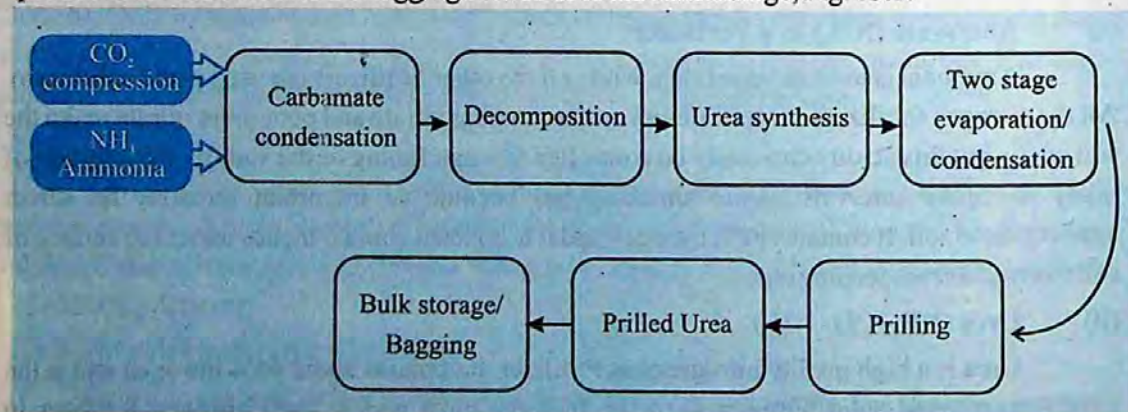 CO₂
compression
NH₃
Ammonia
Carbamate
condensation
Decomposition
Urea synthesis
Two stage
evaporation/
condensation
Bulk storage/
Bagging
Prilled Urea
Prilling